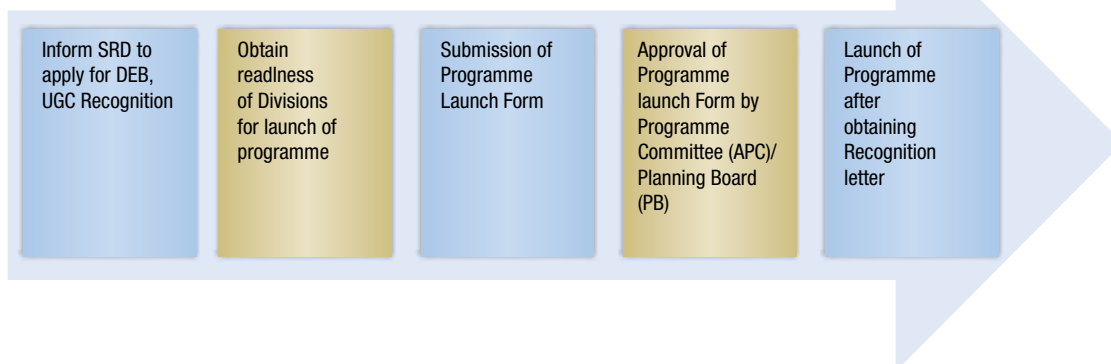 Inform SRD to
apply for DEB,
UGC Recognition
Obtain
readIness
of Divisions
for launch of
programme
Submission of
Programme
Launch Form
Approval of
Programme
launch Form by
Programme
Committee (APC)/
Planning Board
(PB)
Launch of
Programme
after
obtaining
Recognition
letter